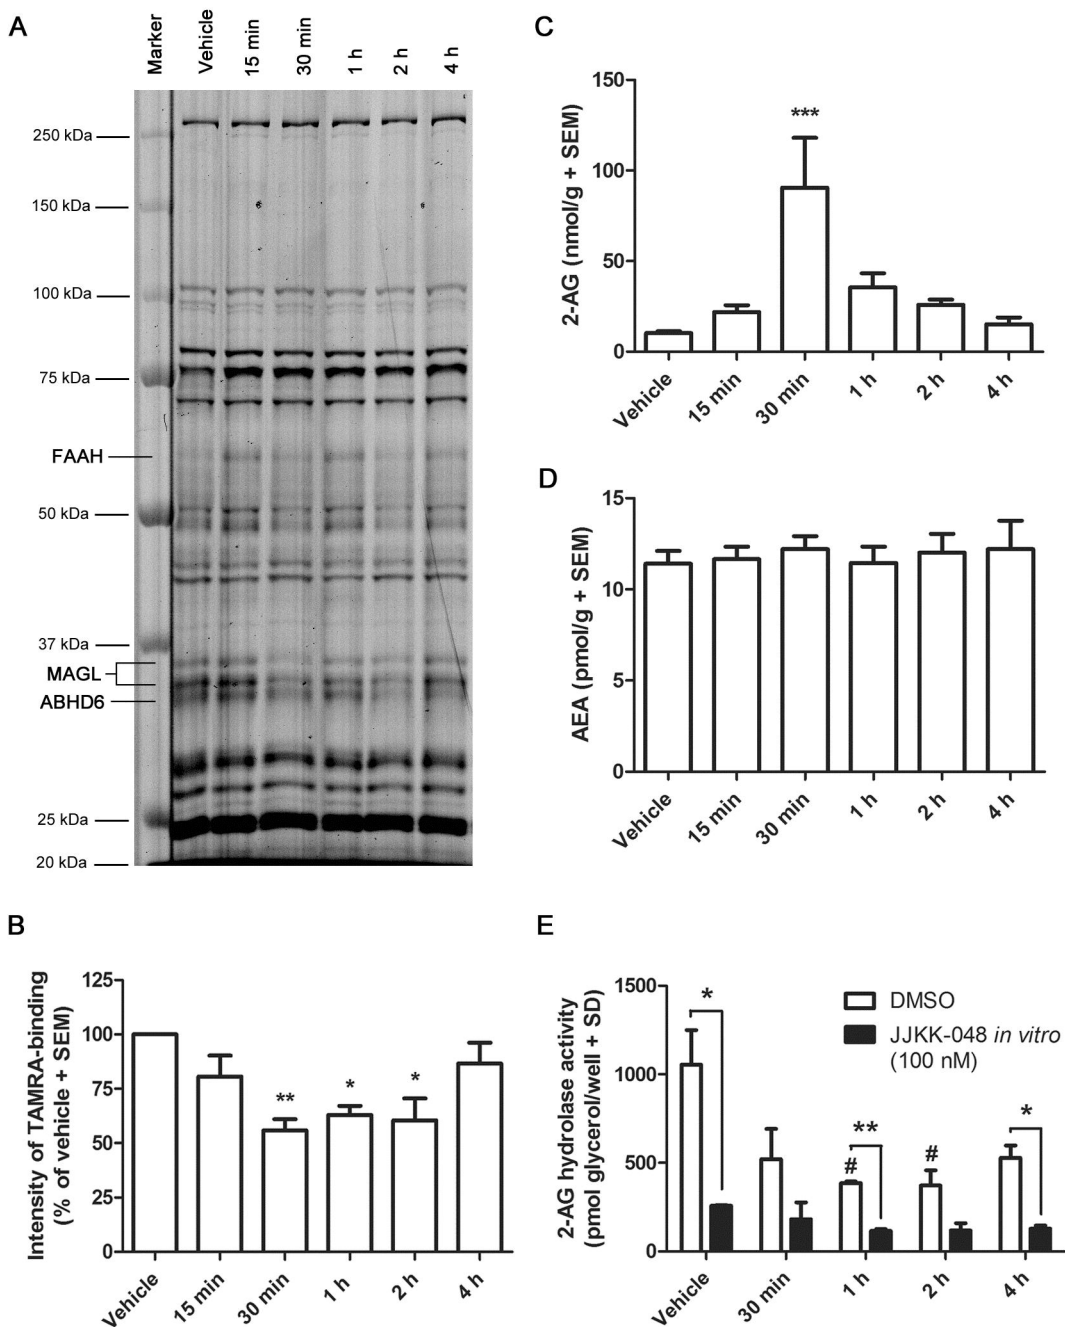 A
Marker
Vehicle
15 min
30 min
1 h
2 h
4 h
250 kDa
150 kDa
100 kDa
75 kDa
FAAH
50 kDa
37 kDa
MAGL
ABHD6
25 kDa
20 kDa
B
Intensity of TAMRA-binding
(% of vehicle + SEM)
125
100
75
50
25
0
**
*
*
Vehicle
15 min
30 min
1 h
2 h
4 h
C
2-AG (nmol/g + SEM)
150
100
50
0
***
Vehicle
15 min
30 min
1 h
2 h
4 h
D
AEA (pmol/g + SEM)
15
10
5
0
Vehicle
15 min
30 min
1 h
2 h
4 h
E
2-AG hydrolase activity
(pmol glycerol/well + SD)
1500
1000
500
0
DMSO
JJKK-048 in vitro
(100 nM)
*
**
#
#
*
Vehicle
30 min
1 h
2 h
4 h